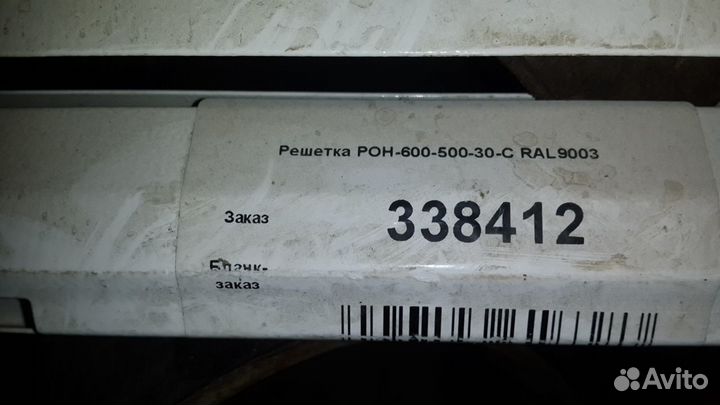 Решетка РОН-600-500-30-С RAL9003
Заказ
338412
Бланк-
заказ
Avito